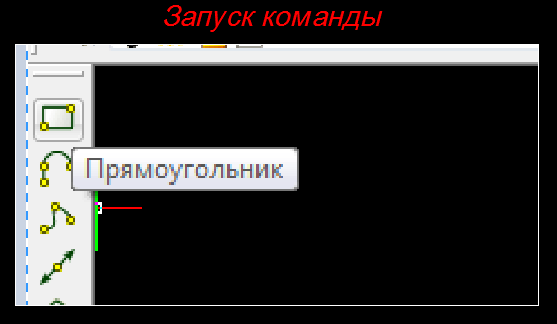 Запуск команды
Прямоугольник